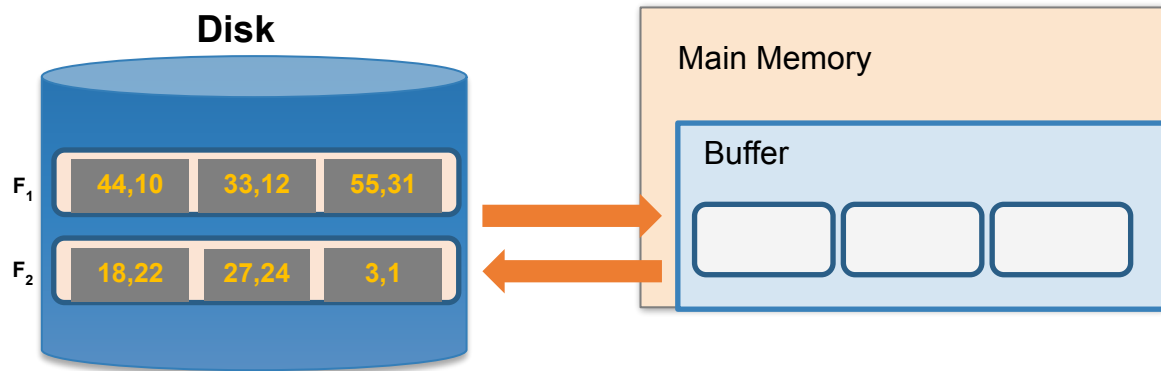 Disk
Main Memory
Buffer
F1 44,10 33,12 55,31
F2 18,22 27,24 3,1